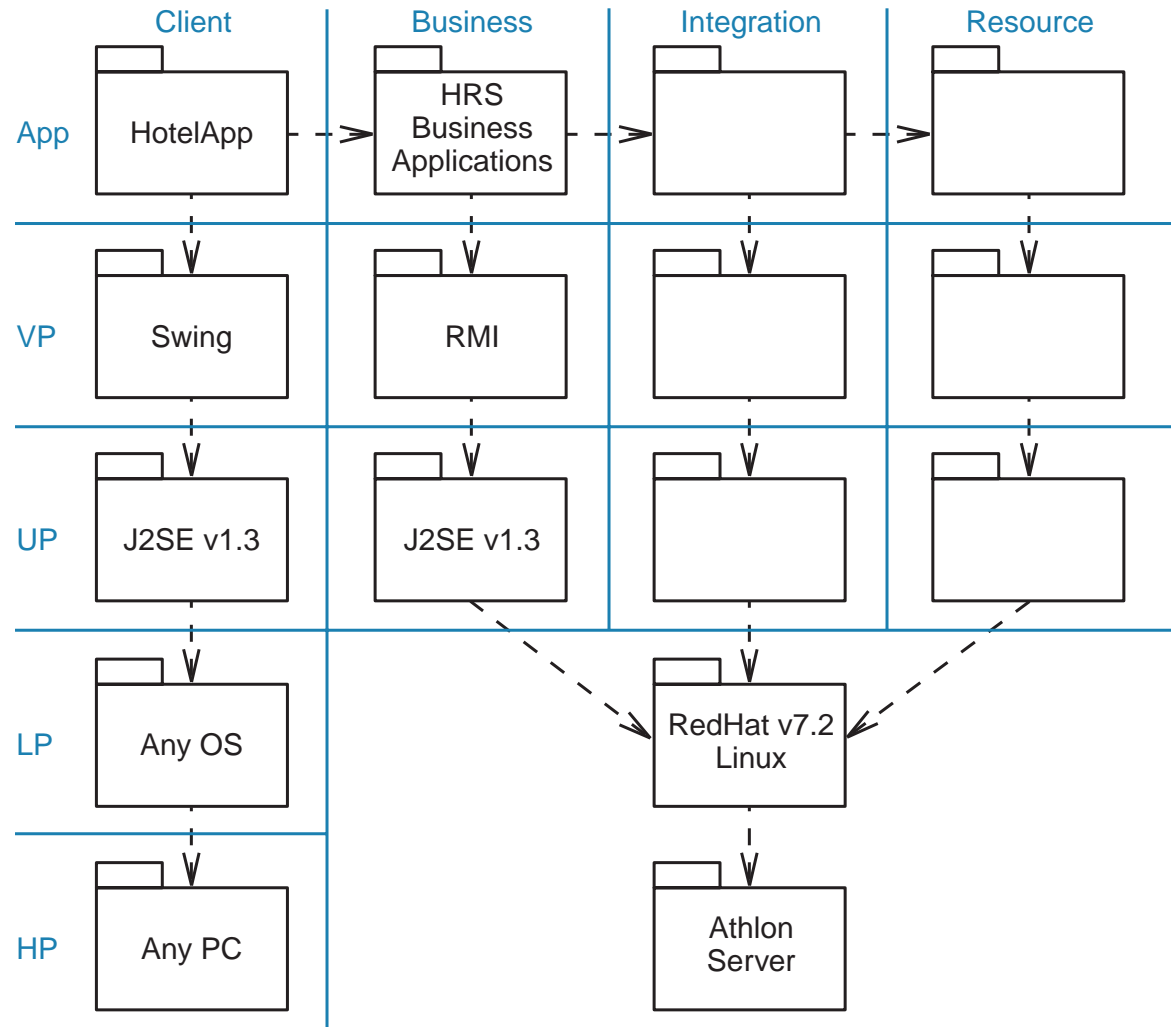 Client
Business
Integration
Resource
App
HotelApp
HRS
Business
Applications
VP
Swing
RMI
UP
J2SE v1.3
J2SE v1.3
LP
Any OS
RedHat v7.2
Linux
HP
Any PC
Athlon
Server